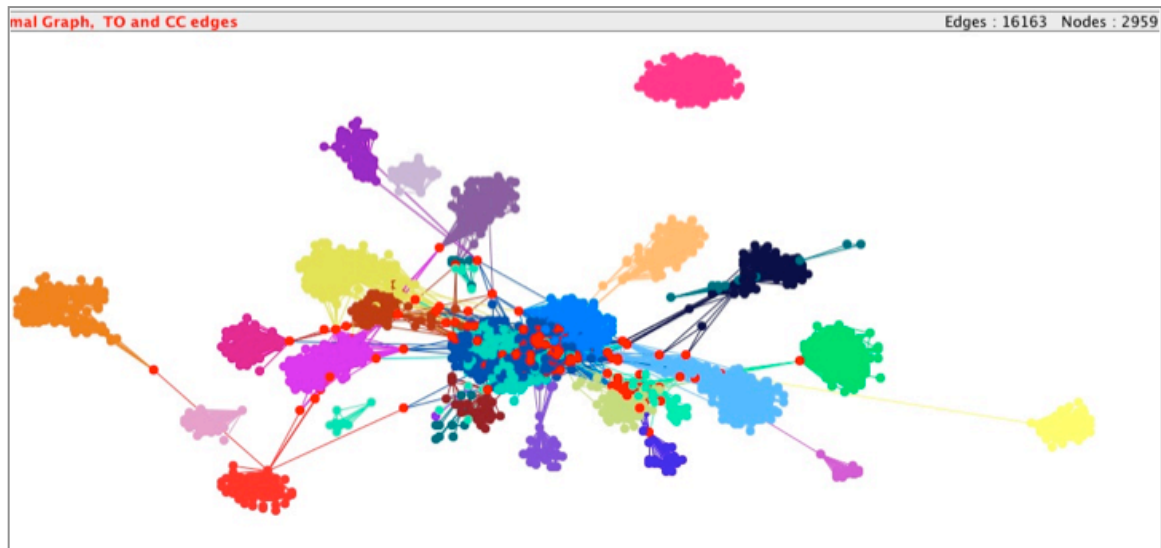 mal Graph, TO and CC edges
Edges : 16163 Nodes : 2959